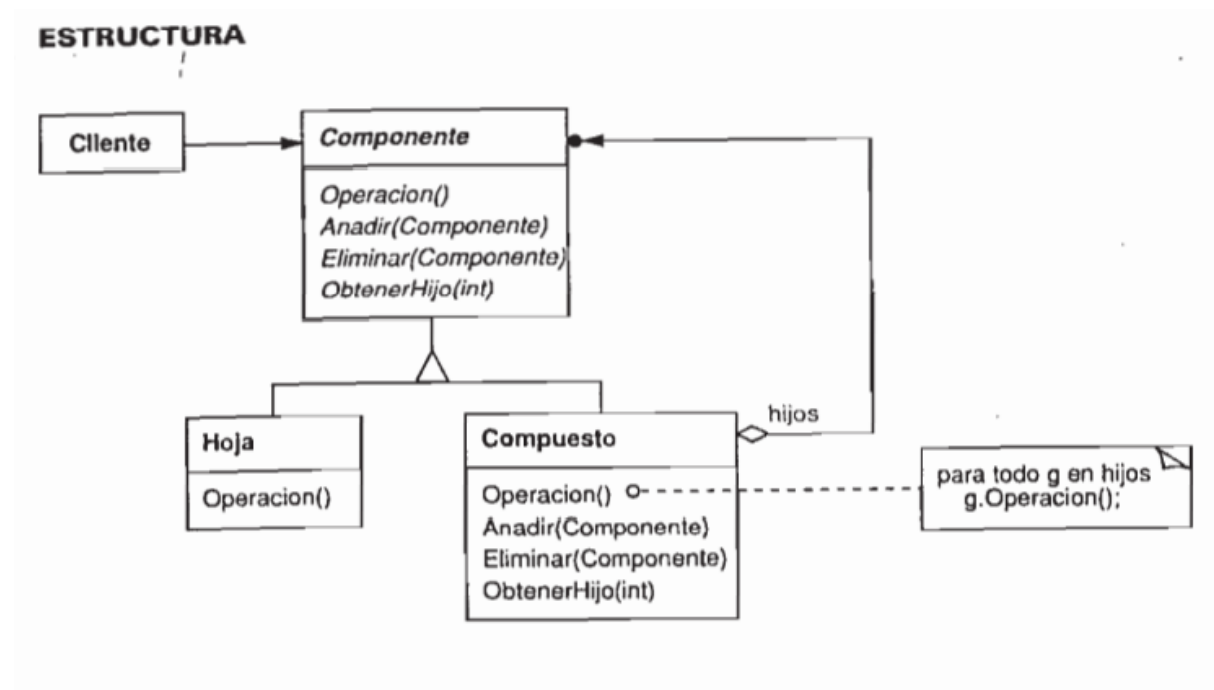 ESTRUCTURA
Cliente
Componente
Operacion()
Anadir(Componente)
Eliminar(Componente)
ObtenerHijo(int)
Hoja
Operacion()
Compuesto
Operacion()
Anadir(Componente)
Eliminar(Componente)
ObtenerHijo(int)
hijos
para todo g en hijos
g.Operacion();